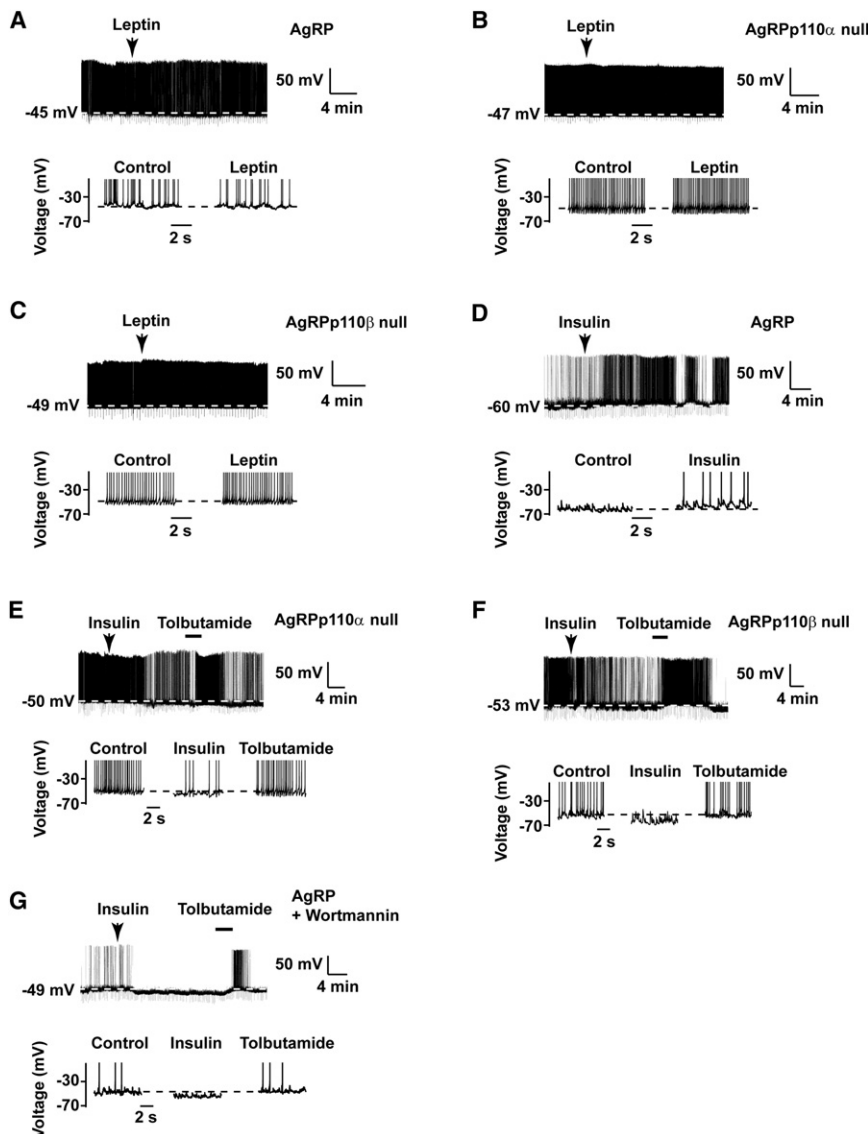 A
Leptin
AgRP
50 mV
4 min
-45 mV
Voltage (mV)
-30
-70
Control
Leptin
2 s
B
Leptin
AgRPp110α null
50 mV
4 min
-47 mV
Voltage (mV)
-30
-70
Control
Leptin
2 s
C
Leptin
AgRPp110β null
50 mV
4 min
-49 mV
Voltage (mV)
-30
-70
Control
Leptin
2 s
D
Insulin
AgRP
50 mV
4 min
-60 mV
Voltage (mV)
-30
-70
Control
Insulin
2 s
E
Insulin
Tolbutamide
AgRPp110α null
50 mV
4 min
-50 mV
Voltage (mV)
-30
-70
Control
Insulin
Tolbutamide
2 s
F
Insulin
Tolbutamide
AgRPp110β null
50 mV
4 min
-53 mV
Voltage (mV)
-30
-70
Control
Insulin
Tolbutamide
2 s
G
Insulin
Tolbutamide
AgRP
+ Wortmannin
50 mV
4 min
-49 mV
Voltage (mV)
-30
-70
Control
Insulin
Tolbutamide
2 s